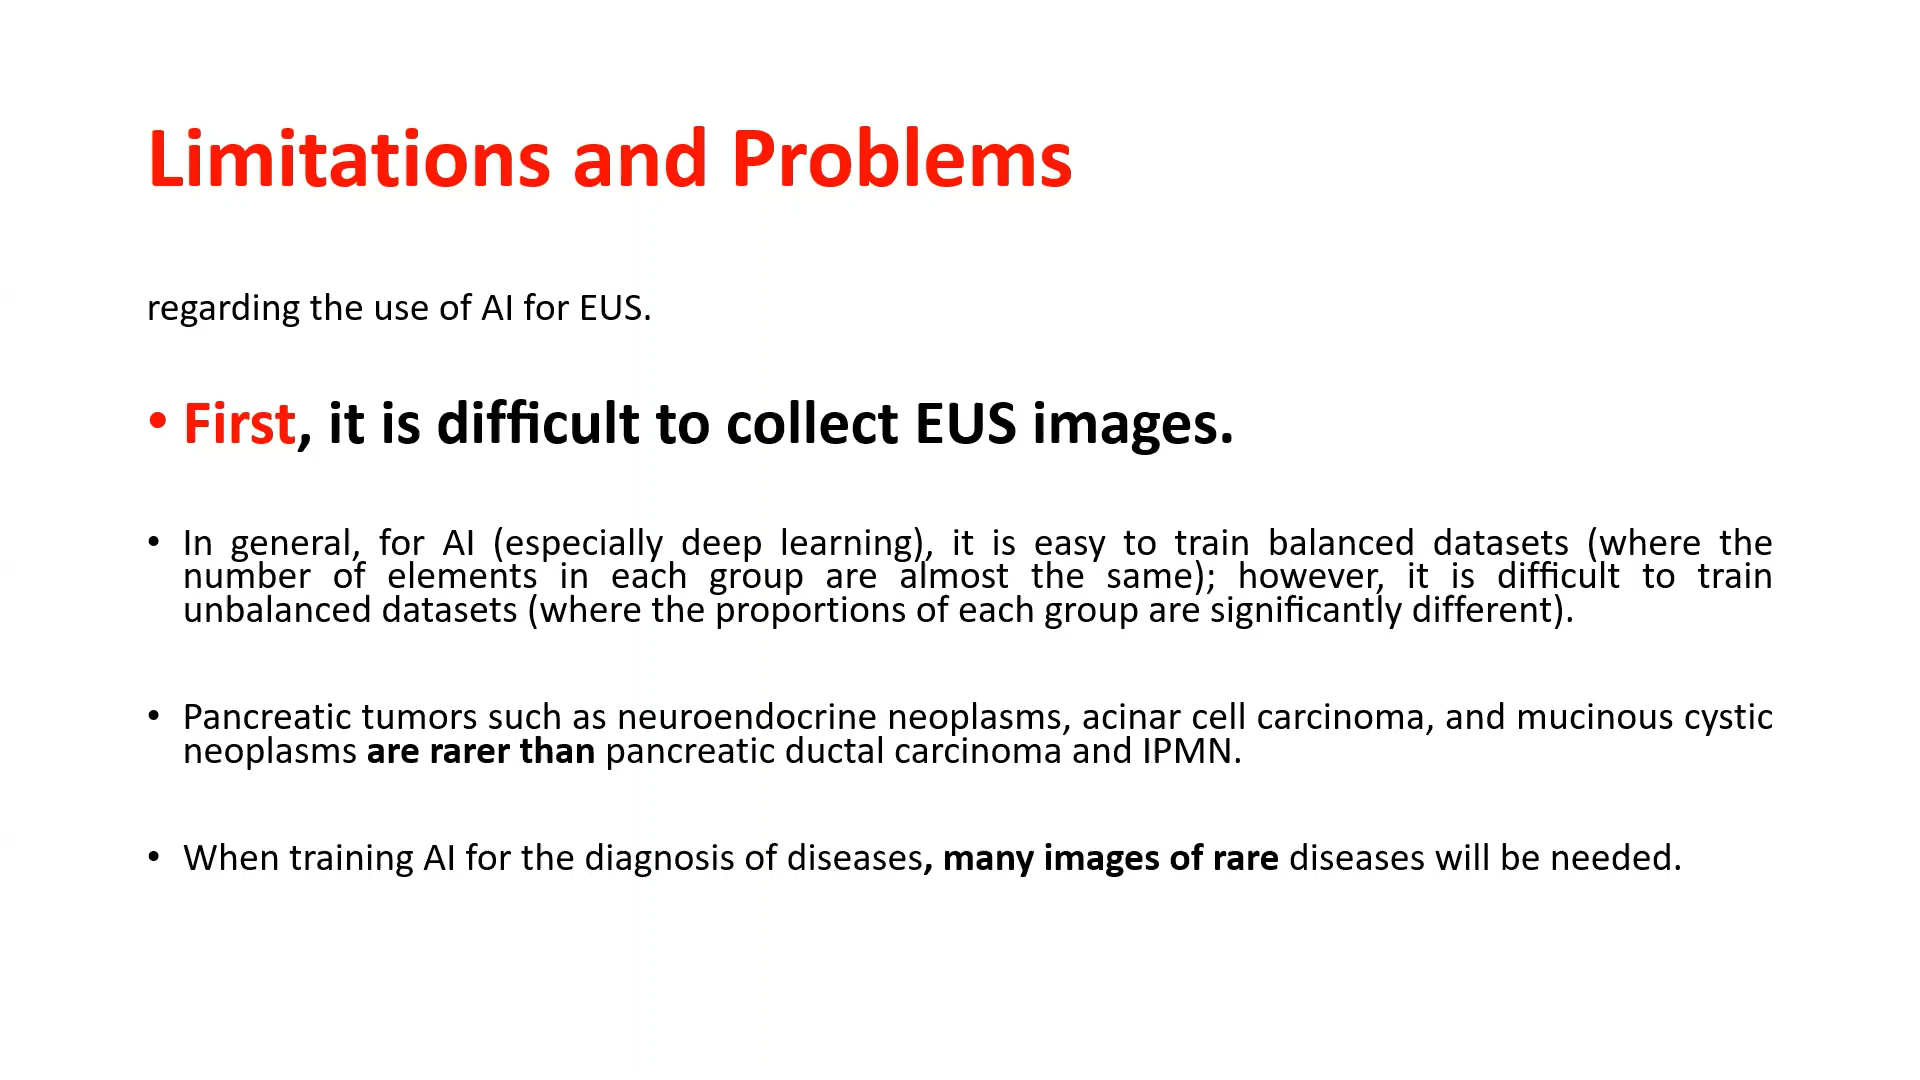 Limitations and Problems
regarding the use of AI for EUS.
• First, it is difficult to collect EUS images.
• In general, for AI (especially deep learning), it is easy to train balanced datasets (where the
number of elements in each group are almost the same); however, it is difficult to train
unbalanced datasets (where the proportions of each group are significantly different).
• Pancreatic tumors such as neuroendocrine neoplasms, acinar cell carcinoma, and mucinous cystic
neoplasms are rarer than pancreatic ductal carcinoma and IPMN.
• When training AI for the diagnosis of diseases, many images of rare diseases will be needed.